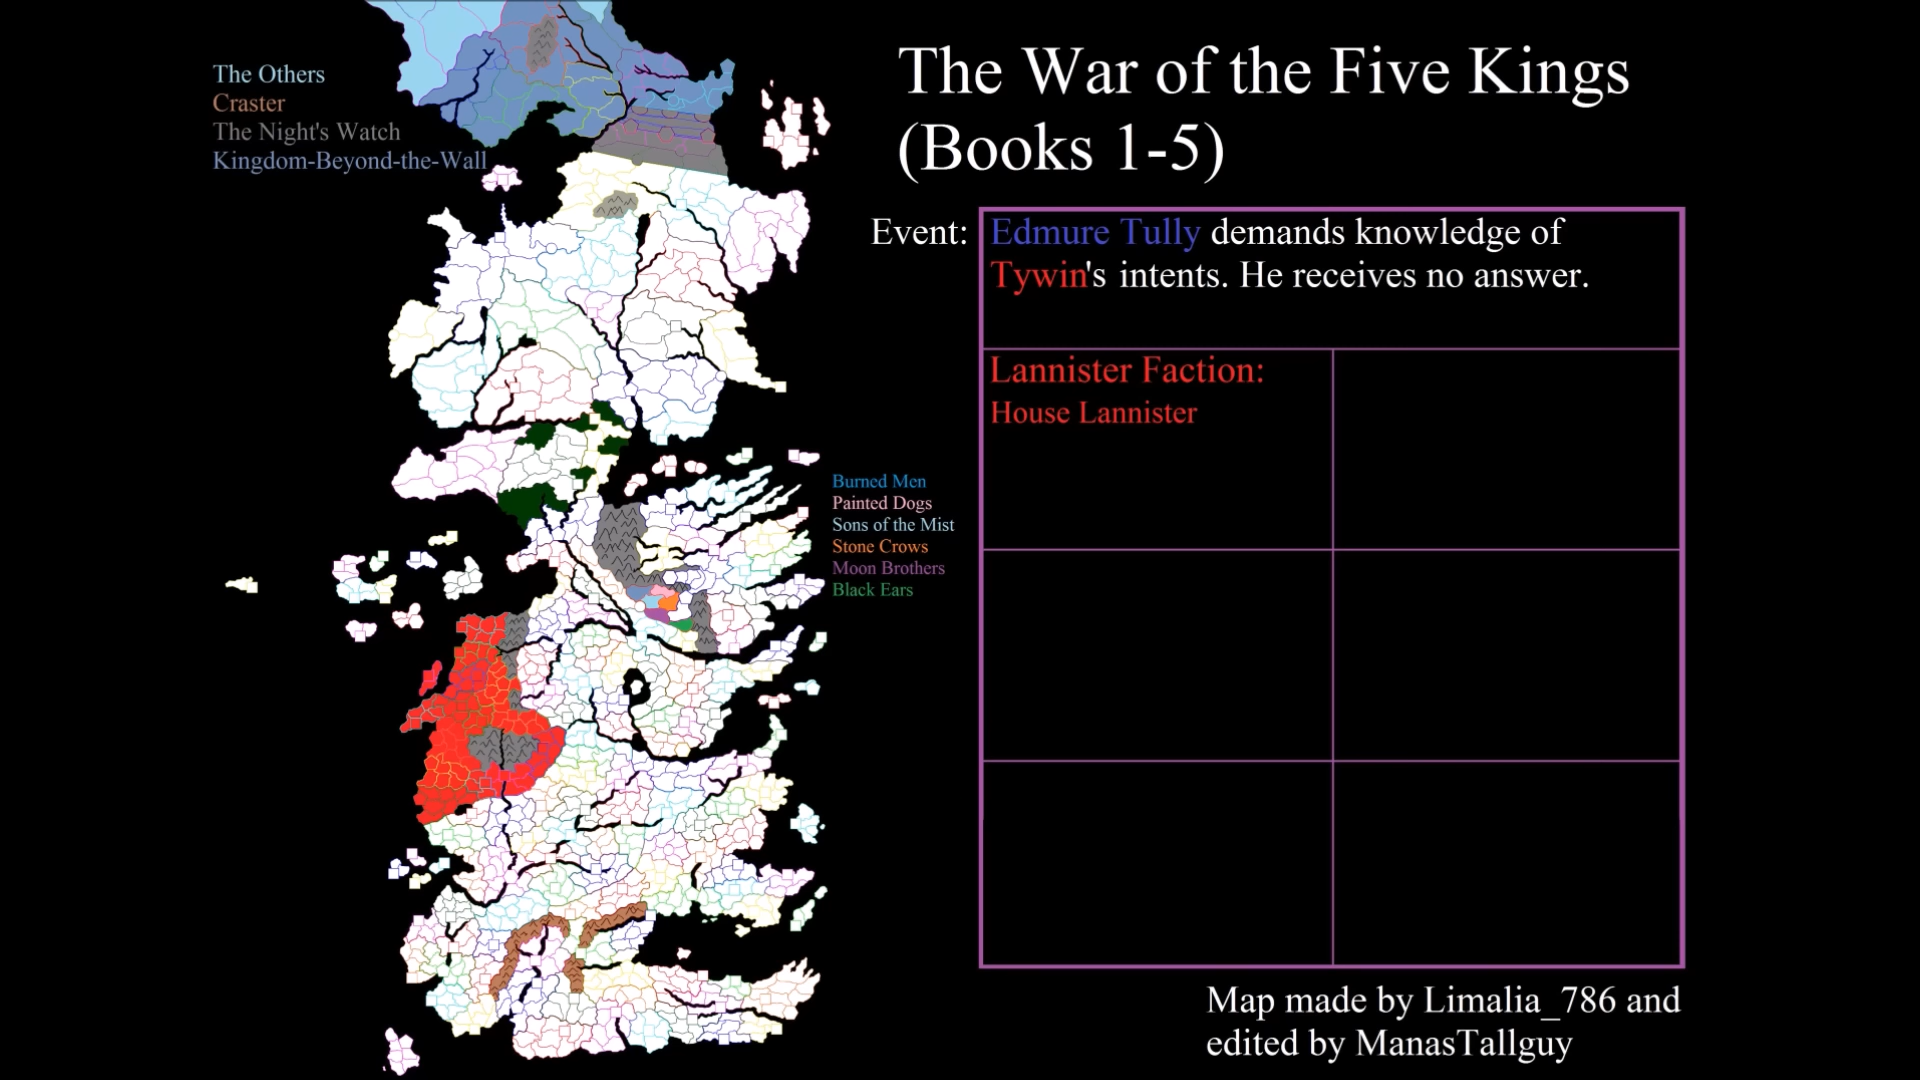 The War of the Five Kings
(Books 1-5)
The Others
Craster
The Night's Watch
Kingdom-Beyond-the-Wall
Event:
Edmure Tully demands knowledge of
Tywin's intents. He receives no answer.
Lannister Faction:
House Lannister
Burned Men
Painted Dogs
Sons of the Mist
Stone Crows
Moon Brothers
Black Ears
Map made by Limalia_786 and
edited by ManasTallguy